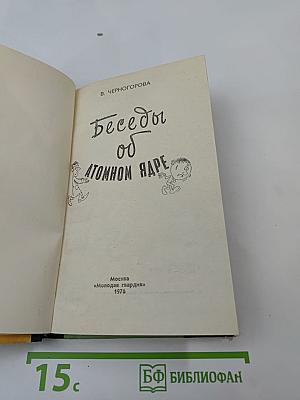 В. ЧЕРНОГОРОВА
Беседы
об
АТОМНОМ ЯДРЕ
Москва
«Молодая гвардия»
1976
15с
БФ БИБЛИОФАН